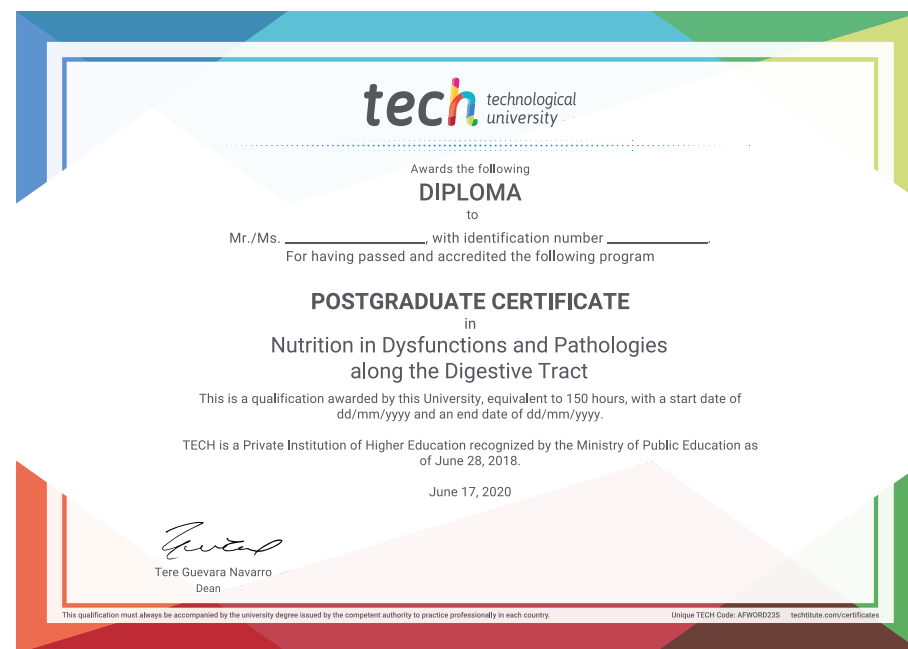 tech technological
university
Awards the following
DIPLOMA
to
Mr./Ms. ____________________, with identification number ______________.
For having passed and accredited the following program
POSTGRADUATE CERTIFICATE
in
Nutrition in Dysfunctions and Pathologies
along the Digestive Tract
This is a qualification awarded by this University, equivalent to 150 hours, with a start date of
dd/mm/yyyy and an end date of dd/mm/yyyy.
TECH is a Private Institution of Higher Education recognized by the Ministry of Public Education as
of June 28, 2018.
June 17, 2020
Tere Guevara Navarro
Dean
This qualification must always be accompanied by the university degree issued by the competent authority to practice professionally in each country. Unique TECH Code: AFWORD23S techtitute.com/certificates